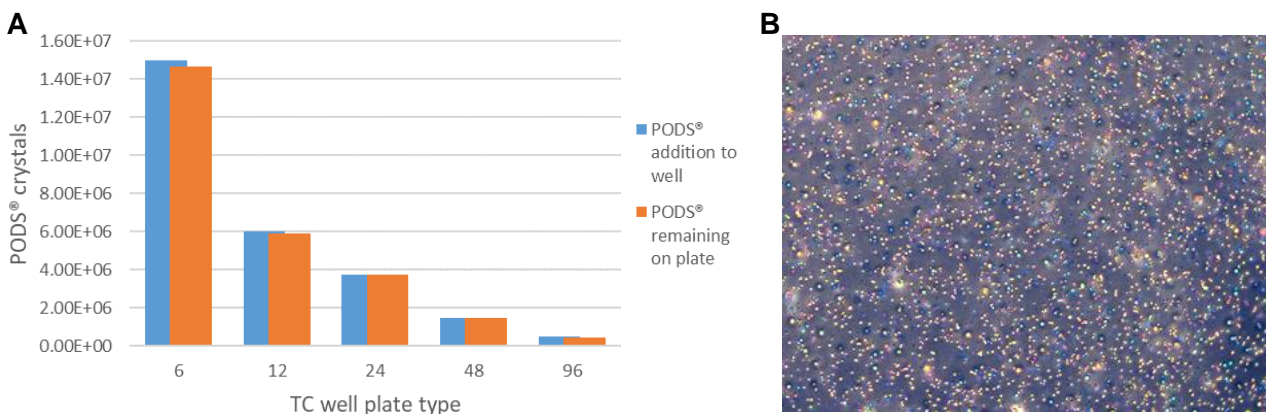 A
1.60E+07
1.40E+07
1.20E+07
1.00E+07
8.00E+06
6.00E+06
4.00E+06
2.00E+06
0.00E+00
PODS® crystals
6 12 24 48 96
TC well plate type
PODS®
addition to
well
PODS®
remaining
on plate
B